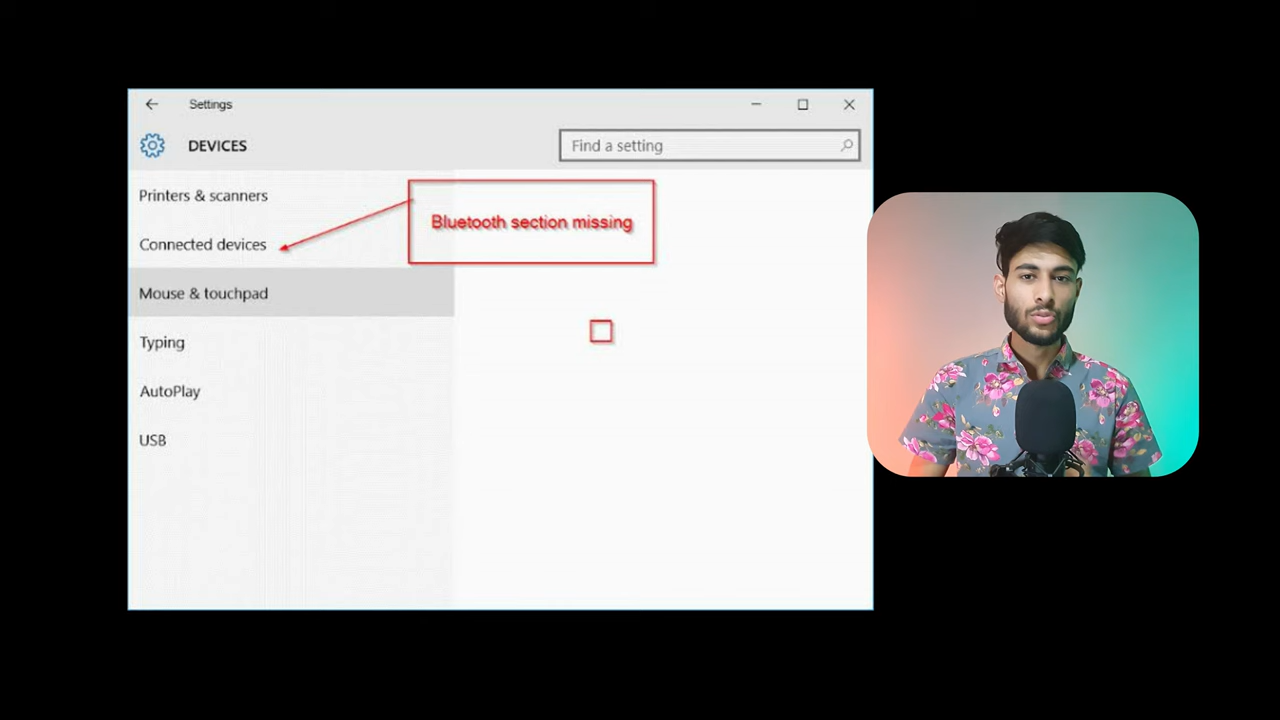 Settings
DEVICES
Find a setting
Printers & scanners
Bluetooth section missing
Connected devices
Mouse & touchpad
Typing
AutoPlay
USB